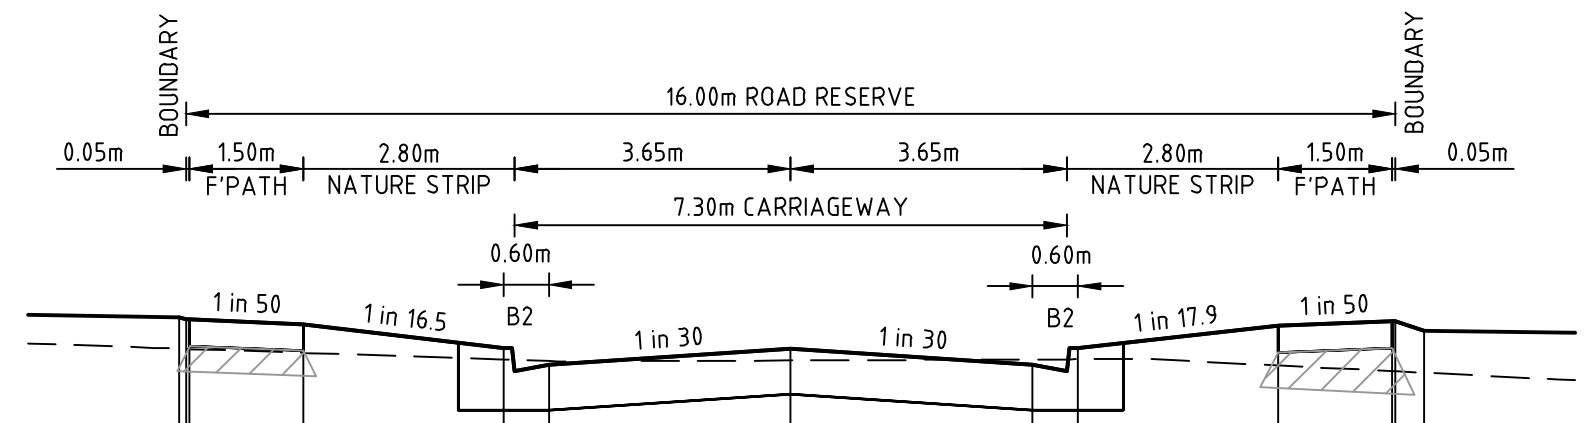 BOUNDARY
BOUNDARY
16.00m ROAD RESERVE
0.05m 1.50m 2.80m 3.65m 3.65m 2.80m 1.50m 0.05m
F'PATH NATURE STRIP NATURE STRIP F'PATH
7.30m CARRIAGEWAY
0.60m 0.60m
1 in 50 1 in 16.5 B2 1 in 30 1 in 30 B2 1 in 17.9 1 in 50